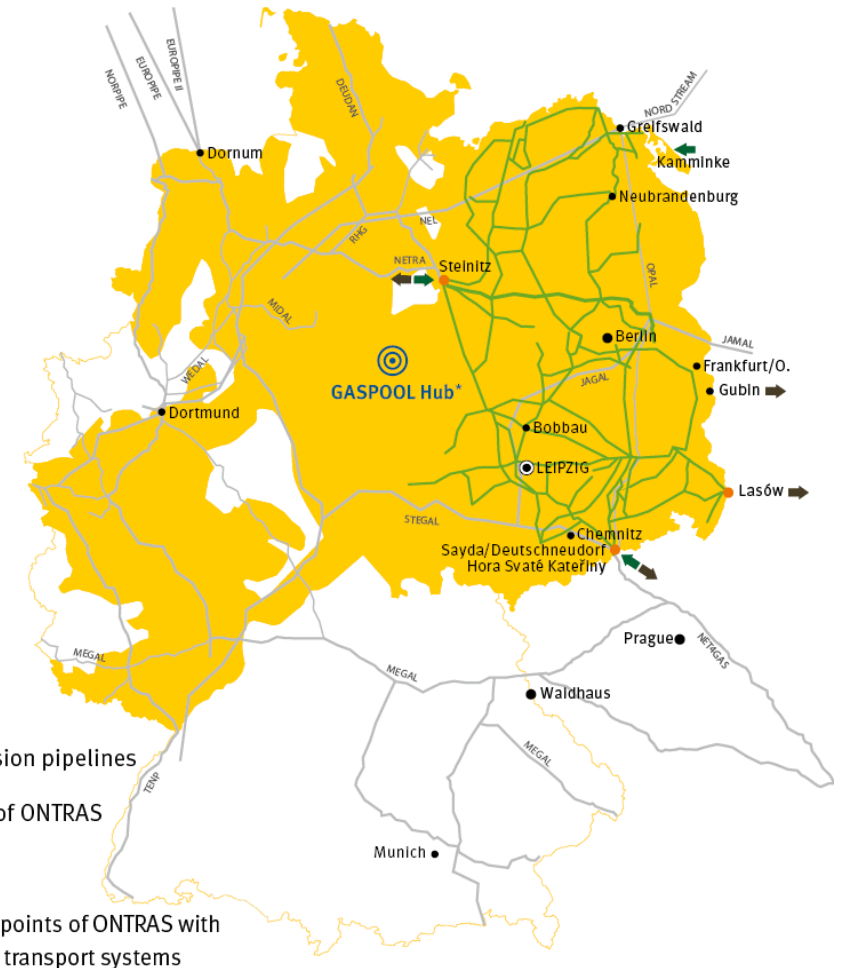 NORPIPE
EUROPIPE
EUROPIPE II
DEUDAN
NORD STREAM
Greifswald
Kamminke
Dornum
Neubrandenburg
NEL
RHG
NETRA
Steinitz
OPAL
MIDAL
Berlin
JAMAL
WEDAL
GASPOOL Hub*
Frankfurt/O.
JAGAL
Gubin
Dortmund
Bobbau
LEIPZIG
Lasów
STEGAL
Chemnitz
Sayda/Deutschneudorf
Hora Svaté Kateřiny
Prague
NET4GAS
MEGAL
MEGAL
Waidhaus
MEGAL
sion pipelines
TENP
of ONTRAS
Munich
points of ONTRAS with
transport systems